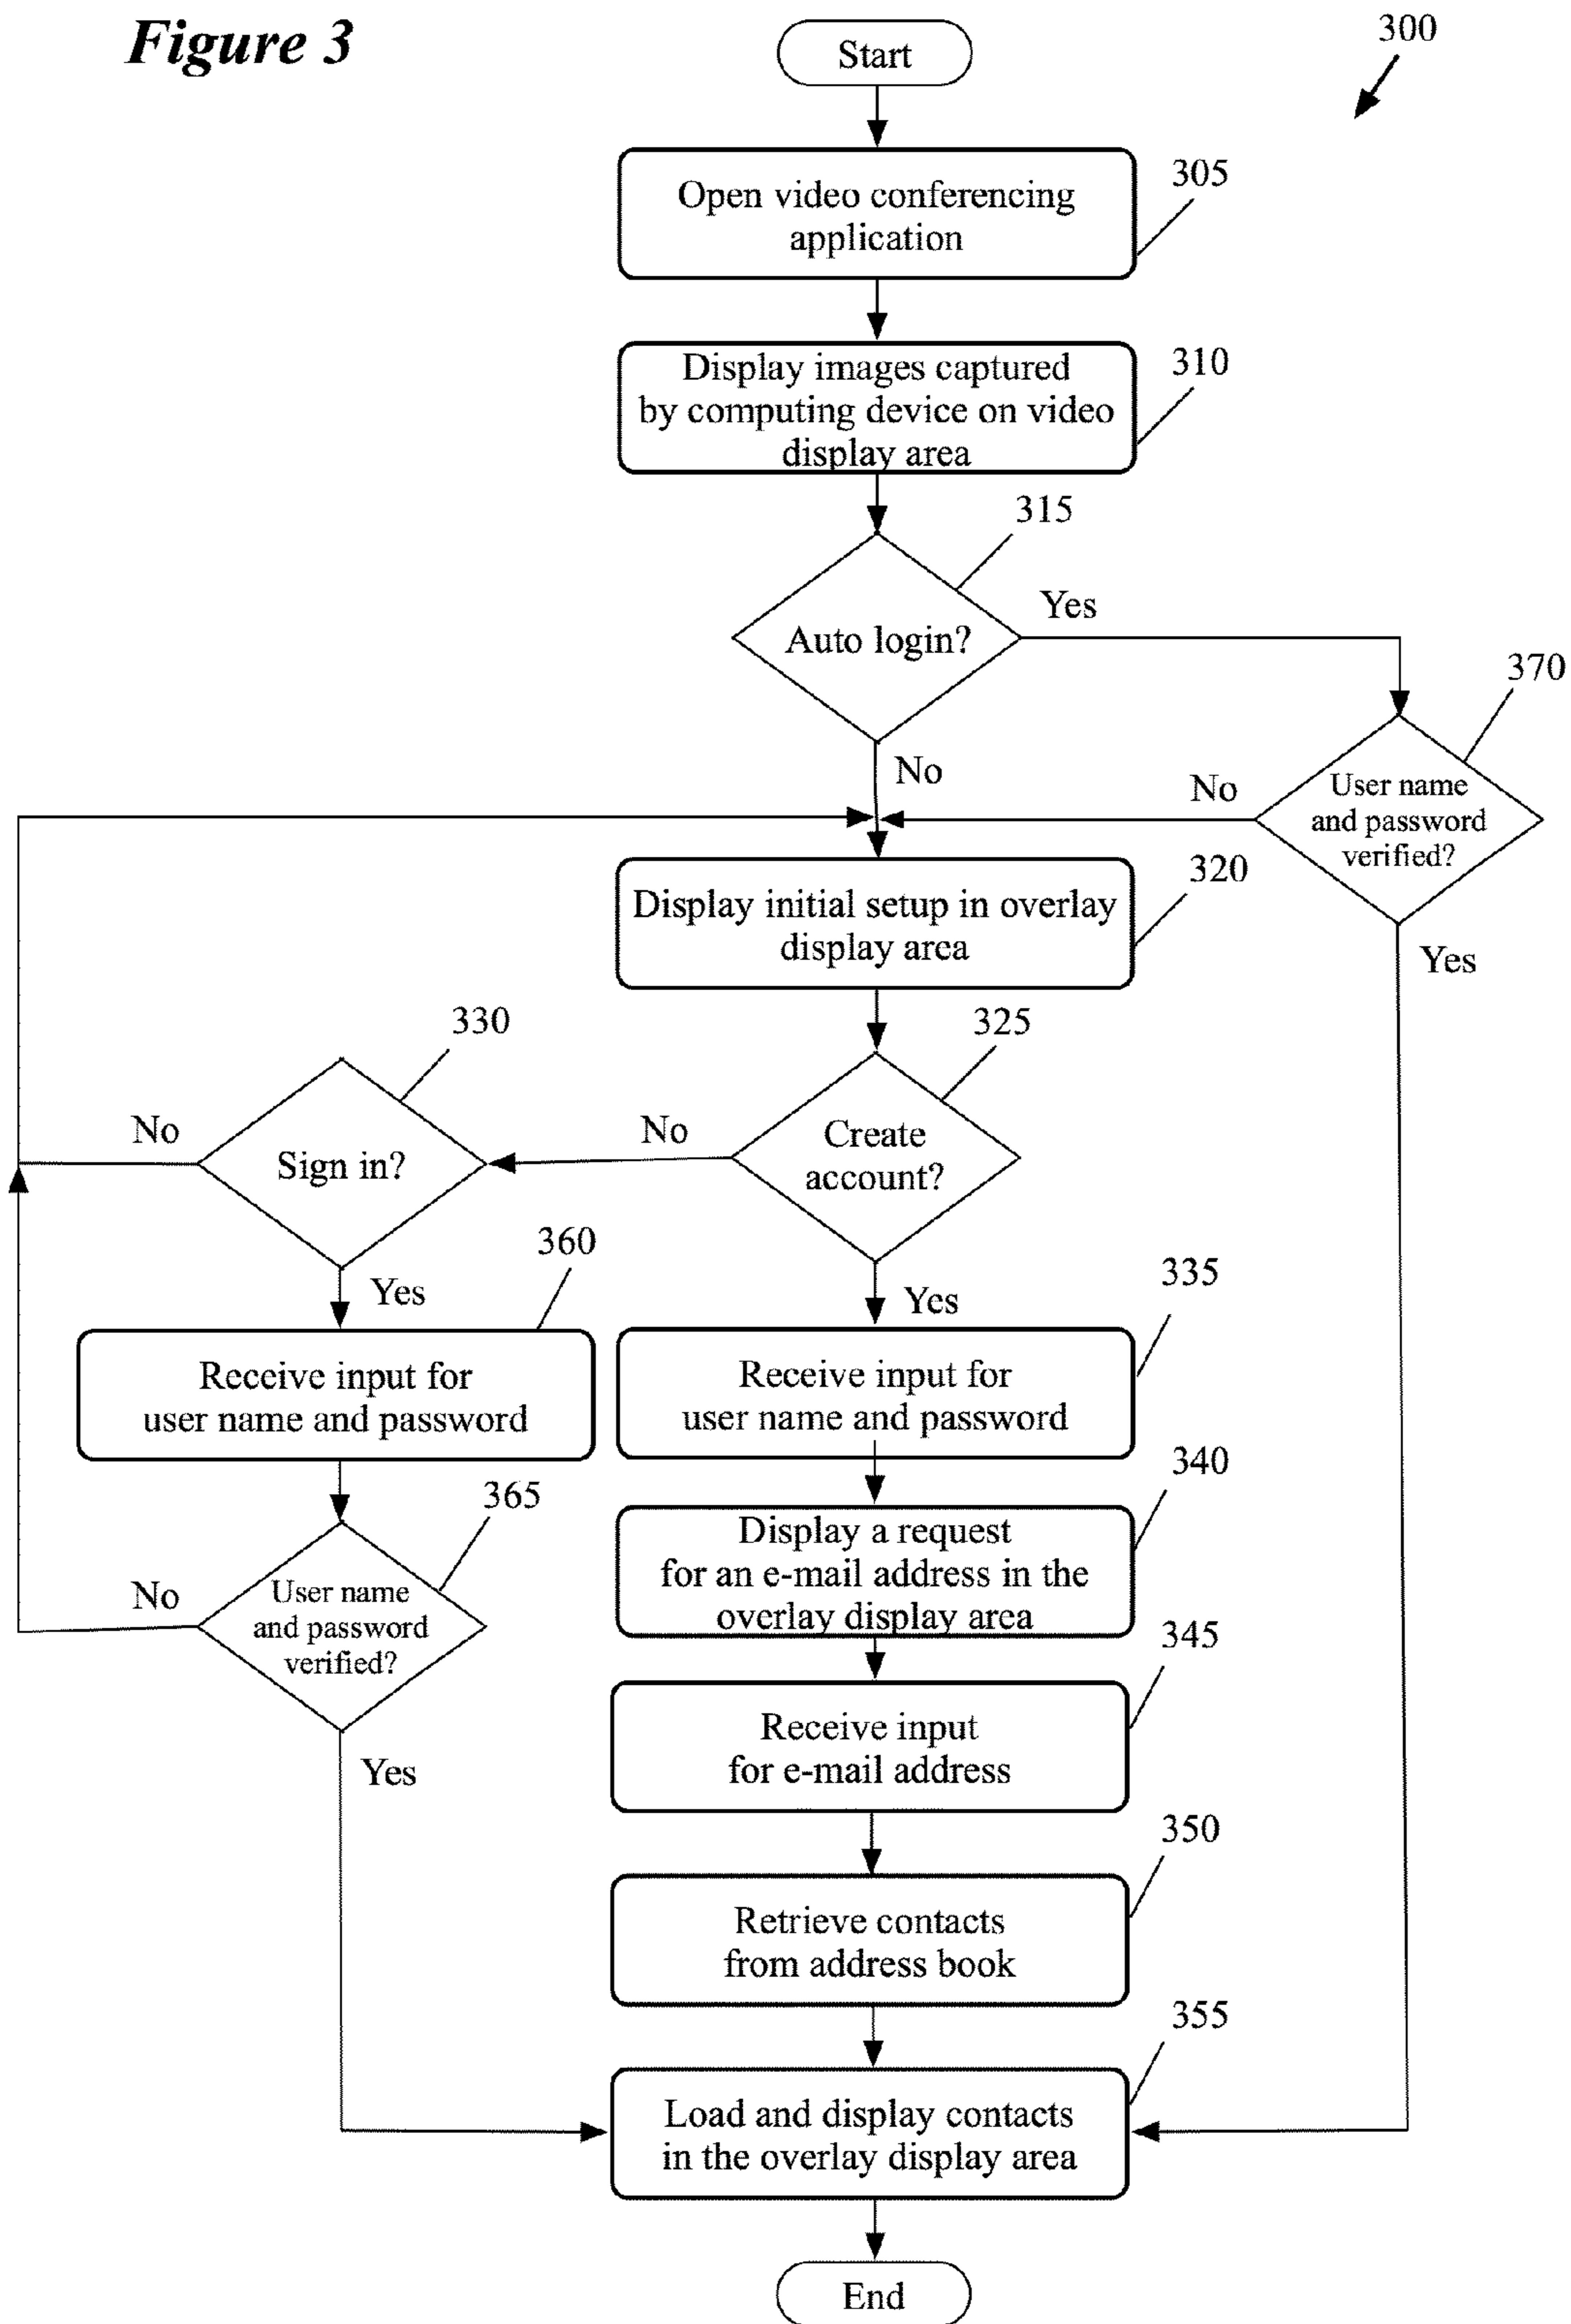 Figure 3
300
Start
Open video conferencing
application
305
Display images captured
by computing device on video
display area
310
315
Auto login?
Yes
No
370
User name
and password
verified?
No
Yes
Display initial setup in overlay
display area
320
330
Sign in?
No
Yes
325
Create
account?
No
Yes
360
Receive input for
user name and password
335
Receive input for
user name and password
365
User name
and password
verified?
No
Yes
340
Display a request
for an e-mail address in the
overlay display area
345
Receive input
for e-mail address
350
Retrieve contacts
from address book
355
Load and display contacts
in the overlay display area
End